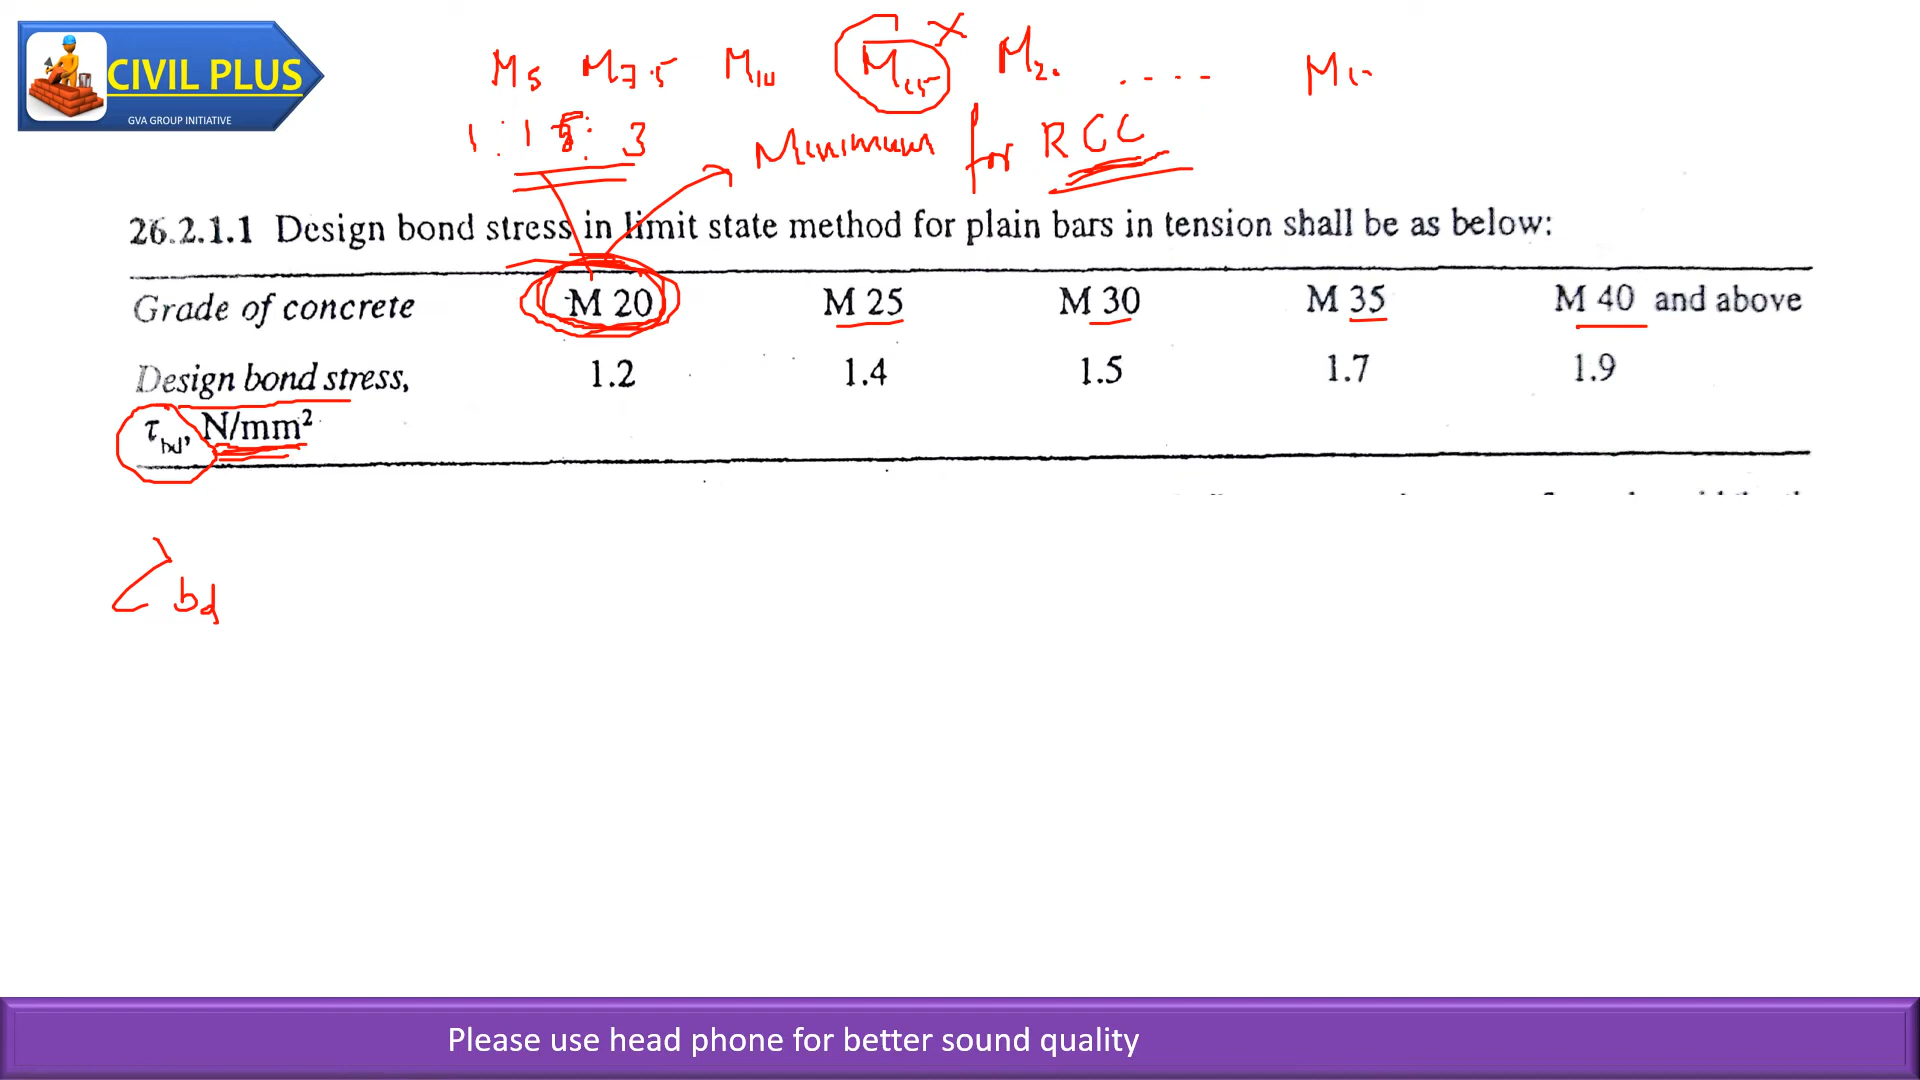 CIVIL PLUS
GVA GROUP INITIATIVE
M5 M7.5 M10 M15 X M20 ....
1 : 1.5 : 3
Minimum for RCC
26.2.1.1 Design bond stress in limit state method for plain bars in tension shall be as below:
Grade of concrete M 20 M 25 M 30 M 35 M 40 and above
Design bond stress, 1.2 1.4 1.5 1.7 1.9
τbd, N/mm²
bd
Please use head phone for better sound quality